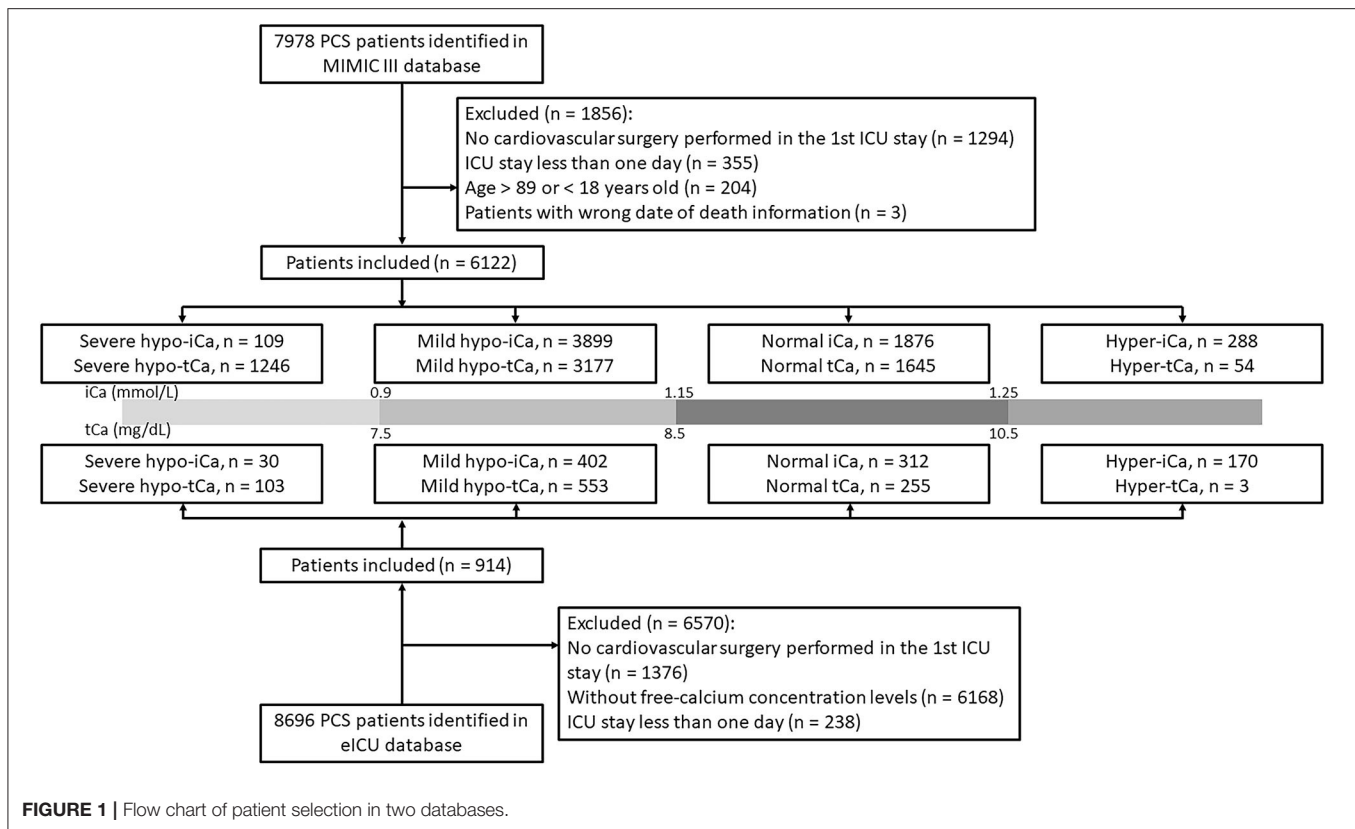 7978 PCS patients identified in
MIMIC III database
Excluded (n = 1856):
No cardiovascular surgery performed in the 1st ICU stay (n = 1294)
ICU stay less than one day (n = 355)
Age > 89 or < 18 years old (n = 204)
Patients with wrong date of death information (n = 3)
Patients included (n = 6122)
Severe hypo-iCa, n = 109
Severe hypo-tCa, n = 1246
Mild hypo-iCa, n = 3899
Mild hypo-tCa, n = 3177
Normal iCa, n = 1876
Normal tCa, n = 1645
Hyper-iCa, n = 288
Hyper-tCa, n = 54
iCa (mmol/L) 0.9 1.15 1.25
tCa (mg/dL) 7.5 8.5 10.5
Severe hypo-iCa, n = 30
Severe hypo-tCa, n = 103
Mild hypo-iCa, n = 402
Mild hypo-tCa, n = 553
Normal iCa, n = 312
Normal tCa, n = 255
Hyper-iCa, n = 170
Hyper-tCa, n = 3
Patients included (n = 914)
Excluded (n = 6570):
No cardiovascular surgery performed in the 1st ICU
stay (n = 1376)
Without free-calcium concentration levels (n = 6168)
ICU stay less than one day (n = 238)
8696 PCS patients identified in
eICU database
FIGURE 1 | Flow chart of patient selection in two databases.